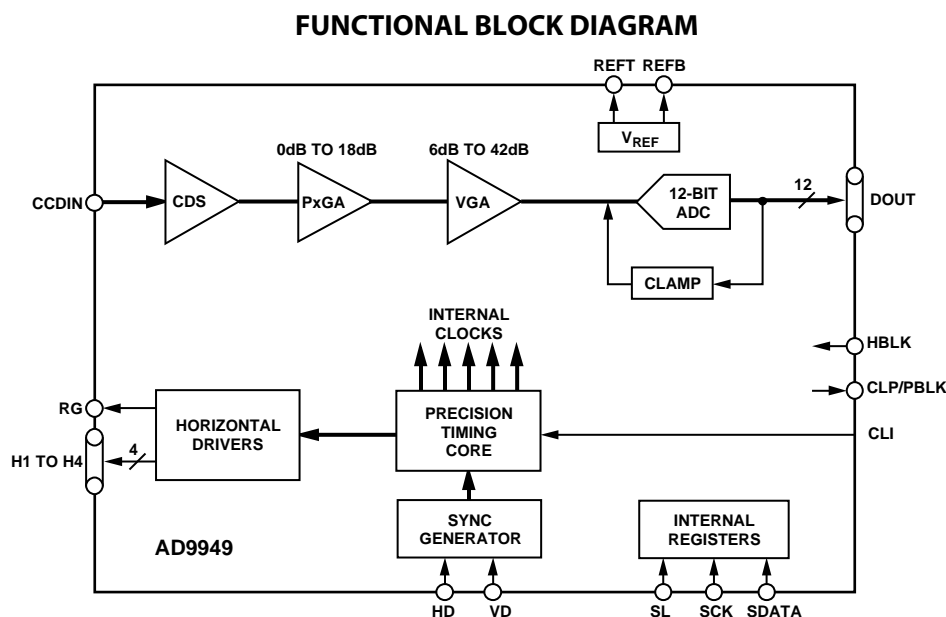 FUNCTIONAL BLOCK DIAGRAM
REFT REFB
VREF
0dB TO 18dB
6dB TO 42dB
CCDIN
CDS
PxGA
VGA
12-BIT
ADC
12
DOUT
CLAMP
INTERNAL
CLOCKS
HBLK
CLP/PBLK
RG
HORIZONTAL
DRIVERS
PRECISION
TIMING
CORE
CLI
H1 TO H4
4
SYNC
GENERATOR
INTERNAL
REGISTERS
AD9949
HD
VD
SL
SCK
SDATA